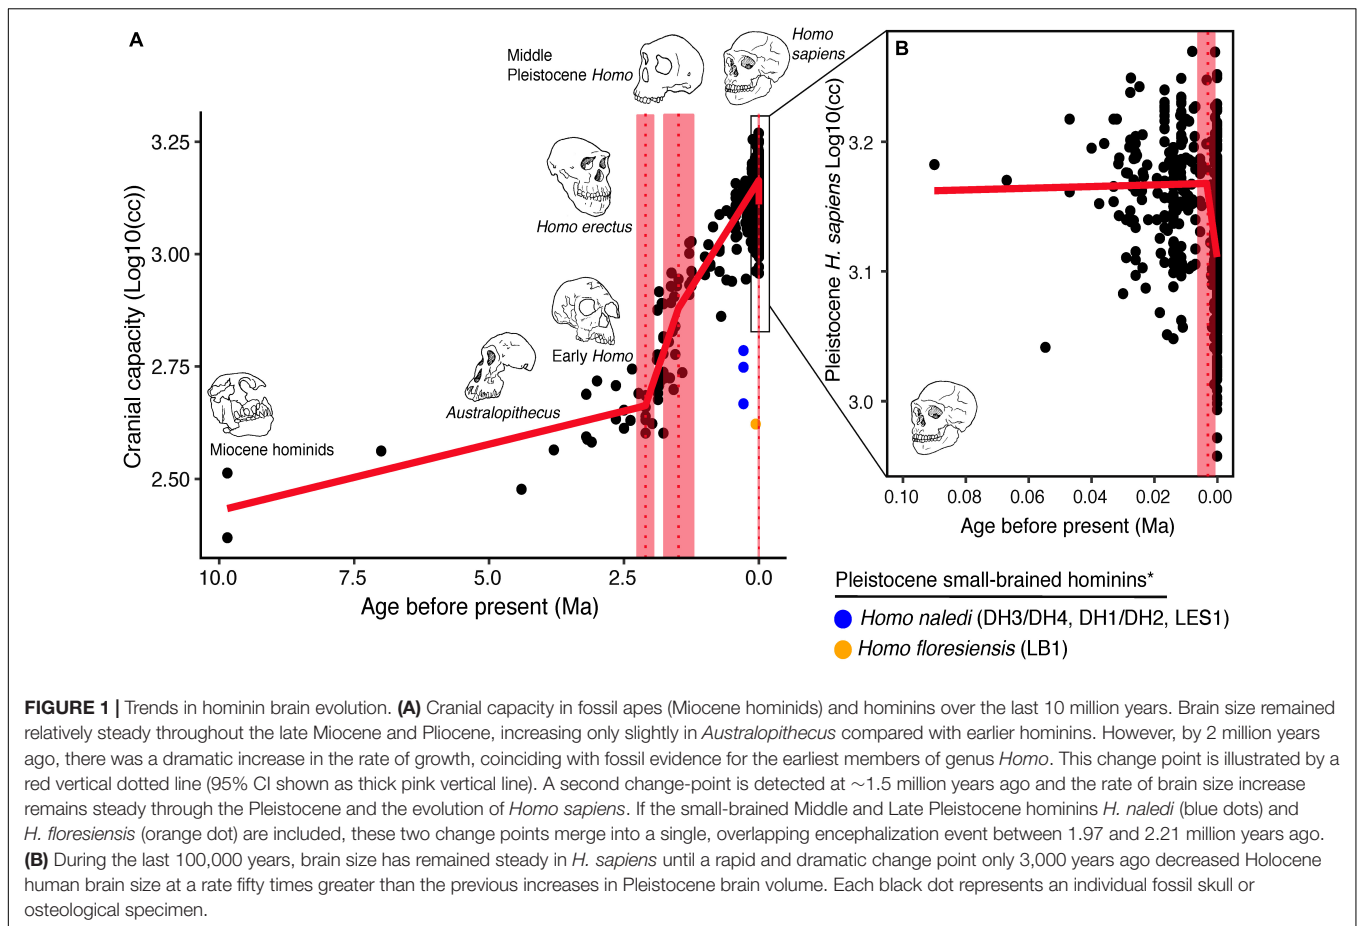 A
Middle
Pleistocene Homo
Homo
sapiens
Homo erectus
Early Homo
Australopithecus
Miocene hominids
Cranial capacity (Log10(cc))
3.25
3.00
2.75
2.50
10.0
7.5
5.0
2.5
0.0
Age before present (Ma)
B
Pleistocene H. sapiens Log10(cc)
3.2
3.1
3.0
0.10
0.08
0.06
0.04
0.02
0.00
Age before present (Ma)
Pleistocene small-brained hominins*
Homo naledi (DH3/DH4, DH1/DH2, LES1)
Homo floresiensis (LB1)
FIGURE 1 | Trends in hominin brain evolution. (A) Cranial capacity in fossil apes (Miocene hominids) and hominins over the last 10 million years. Brain size remained
relatively steady throughout the late Miocene and Pliocene, increasing only slightly in Australopithecus compared with earlier hominins. However, by 2 million years
ago, there was a dramatic increase in the rate of growth, coinciding with fossil evidence for the earliest members of genus Homo. This change point is illustrated by a
red vertical dotted line (95% CI shown as thick pink vertical line). A second change-point is detected at ∼1.5 million years ago and the rate of brain size increase
remains steady through the Pleistocene and the evolution of Homo sapiens. If the small-brained Middle and Late Pleistocene hominins H. naledi (blue dots) and
H. floresiensis (orange dot) are included, these two change points merge into a single, overlapping encephalization event between 1.97 and 2.21 million years ago.
(B) During the last 100,000 years, brain size has remained steady in H. sapiens until a rapid and dramatic change point only 3,000 years ago decreased Holocene
human brain size at a rate fifty times greater than the previous increases in Pleistocene brain volume. Each black dot represents an individual fossil skull or
osteological specimen.